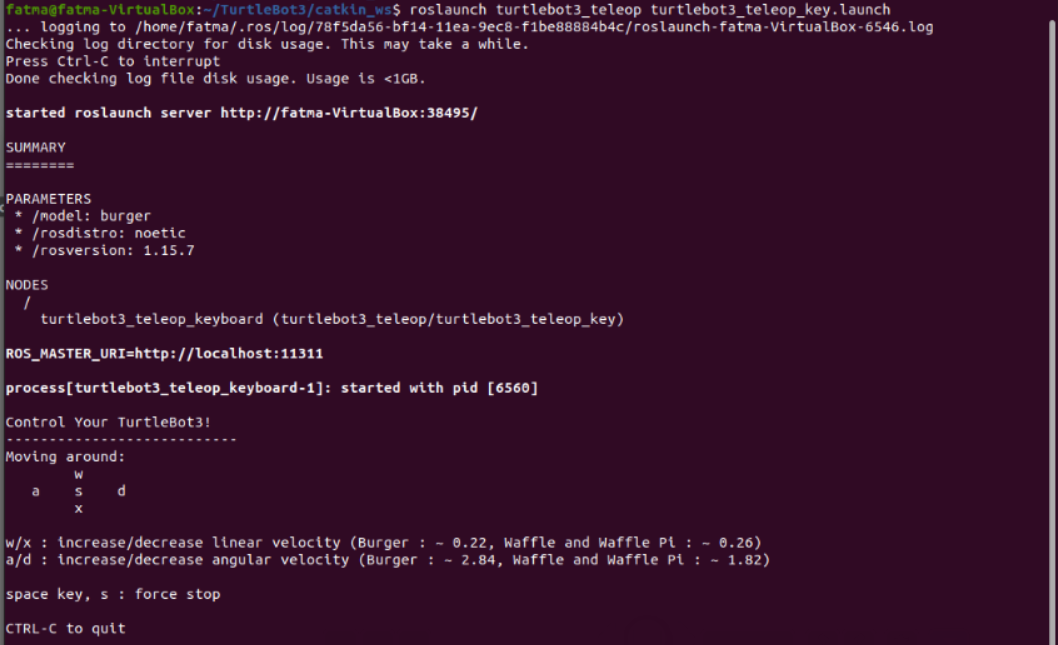 fatma@fatma-VirtualBox:~/TurtleBot3/catkin_ws$ roslaunch turtlebot3_teleop turtlebot3_teleop_key.launch
... logging to /home/fatma/.ros/log/78f5da56-bf14-11ea-9ec8-f1be88884b4c/roslaunch-fatma-VirtualBox-6546.log
Checking log directory for disk usage. This may take a while.
Press Ctrl-C to interrupt
Done checking log file disk usage. Usage is <1GB.
started roslaunch server http://fatma-VirtualBox:38495/
SUMMARY
========
PARAMETERS
* /model: burger
* /rosdistro: noetic
* /rosversion: 1.15.7
NODES
/
turtlebot3_teleop_keyboard (turtlebot3_teleop/turtlebot3_teleop_key)
ROS_MASTER_URI=http://localhost:11311
process[turtlebot3_teleop_keyboard-1]: started with pid [6560]
Control Your TurtleBot3!
---------------------------
Moving around:
w
a s d
x
w/x : increase/decrease linear velocity (Burger : ~ 0.22, Waffle and Waffle Pi : ~ 0.26)
a/d : increase/decrease angular velocity (Burger : ~ 2.84, Waffle and Waffle Pi : ~ 1.82)
space key, s : force stop
CTRL-C to quit